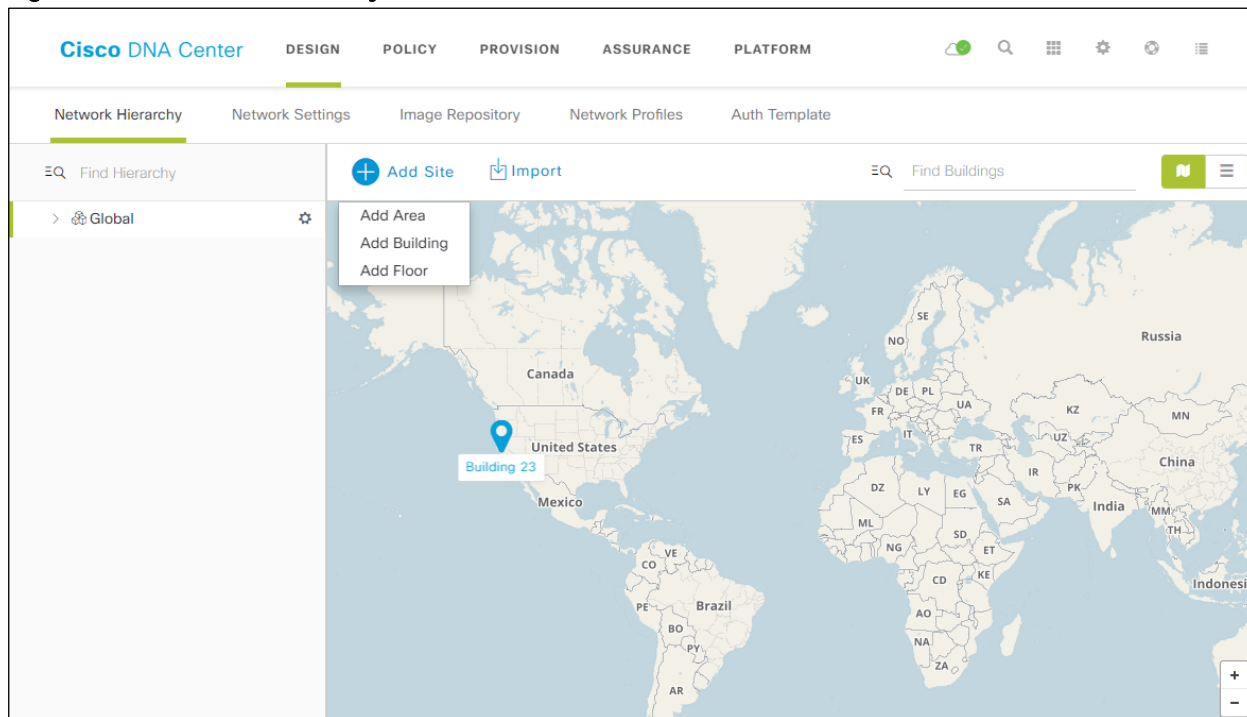 Cisco DNA Center DESIGN POLICY PROVISION ASSURANCE PLATFORM
Network Hierarchy Network Settings Image Repository Network Profiles Auth Template
Find Hierarchy
Add Site Import Find Buildings
Global
Add Area
Add Building
Add Floor
SE
NO
Russia
Canada
UK
DE PL
UA
FR
KZ
MN
ES IT
TR
UZ
United States
Building 23
China
IR
PK
Mexico
DZ LY EG SA
India
MM
TH
ML
NG
SD
ET
VE
CO
CD KE
Indonesi
PE Brazil
AO
BO
PY
NA
ZA
AR
+
−